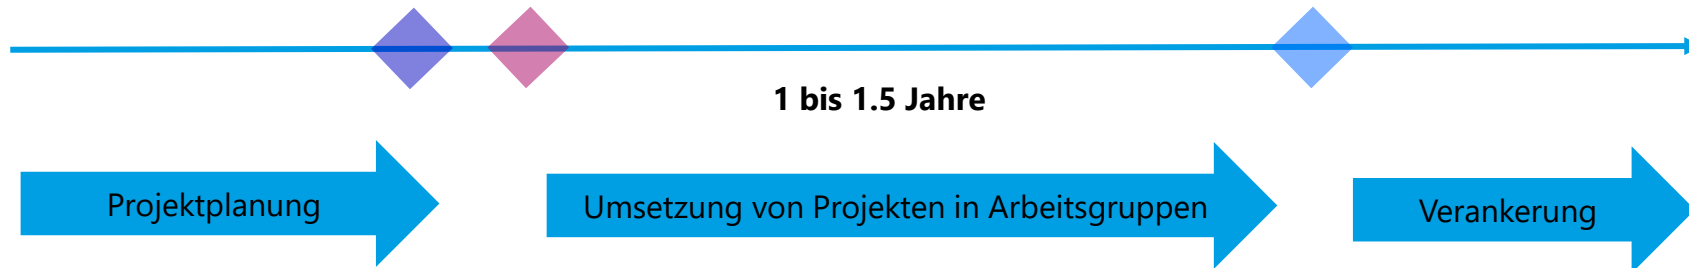 1 bis 1.5 Jahre
Projektplanung
Umsetzung von Projekten in Arbeitsgruppen
Verankerung